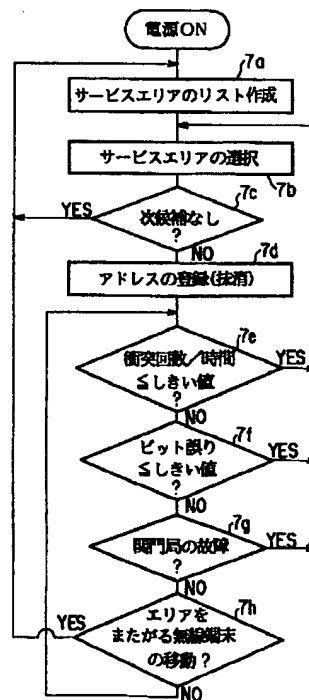 電源ON
7a
サービスエリアのリスト作成
サービスエリアの選択
7b
7c
YES
次候補なし
?
NO
7d
アドレスの登録(抹消)
7e
衝突回数/時間
≦しきい値
?
YES
NO
7f
ビット誤り
≦しきい値
?
YES
NO
7g
関門局の故障
?
YES
NO
7h
エリアを
またがる無線端末
の移動?
YES
NO